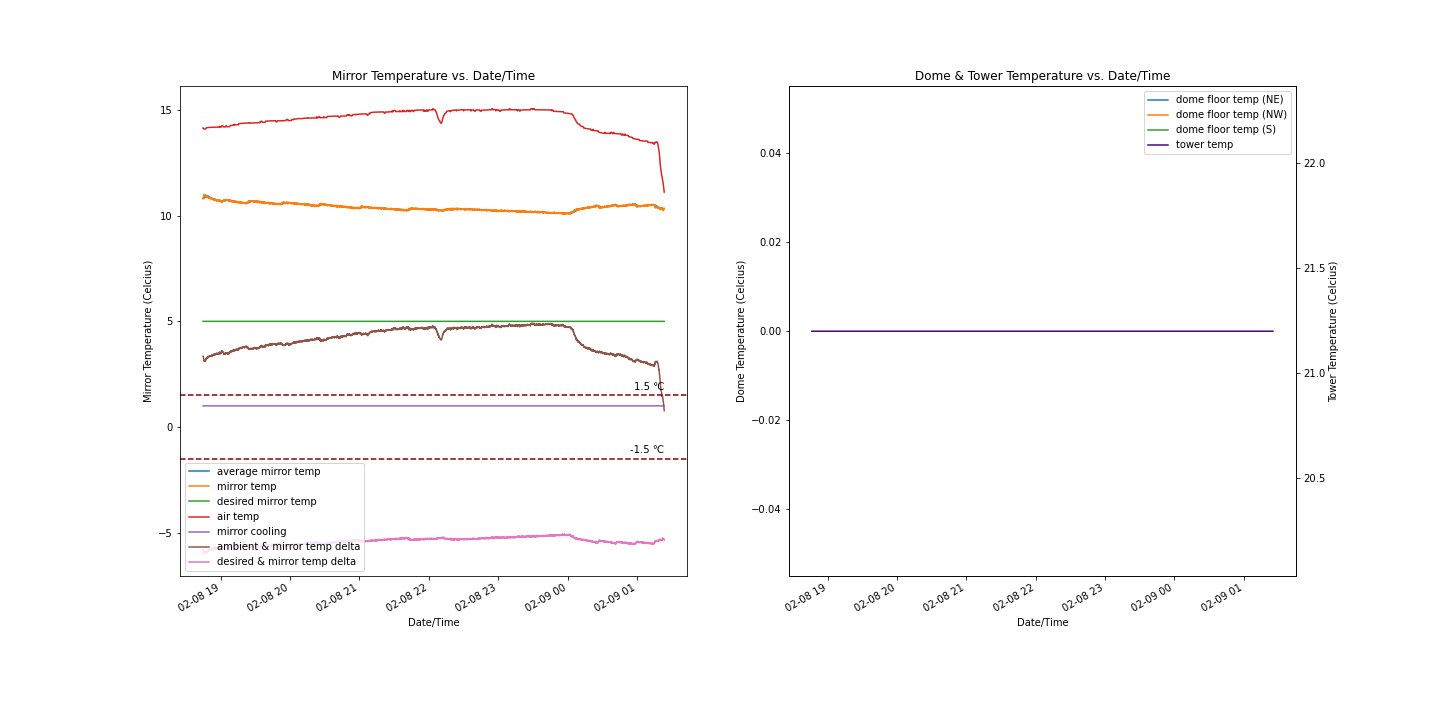 Mirror Temperature vs. Date/Time
15
10
5
0
−5
Mirror Temperature (Celcius)
1.5 °C
-1.5 °C
average mirror temp
mirror temp
desired mirror temp
air temp
mirror cooling
ambient & mirror temp delta
desired & mirror temp delta
02-08 19
02-08 20
02-08 21
02-08 22
02-08 23
02-09 00
02-09 01
Date/Time
Dome & Tower Temperature vs. Date/Time
0.04
0.02
0.00
−0.02
−0.04
Dome Temperature (Celcius)
dome floor temp (NE)
dome floor temp (NW)
dome floor temp (S)
tower temp
22.0
21.5
21.0
20.5
Tower Temperature (Celcius)
02-08 19
02-08 20
02-08 21
02-08 22
02-08 23
02-09 00
02-09 01
Date/Time